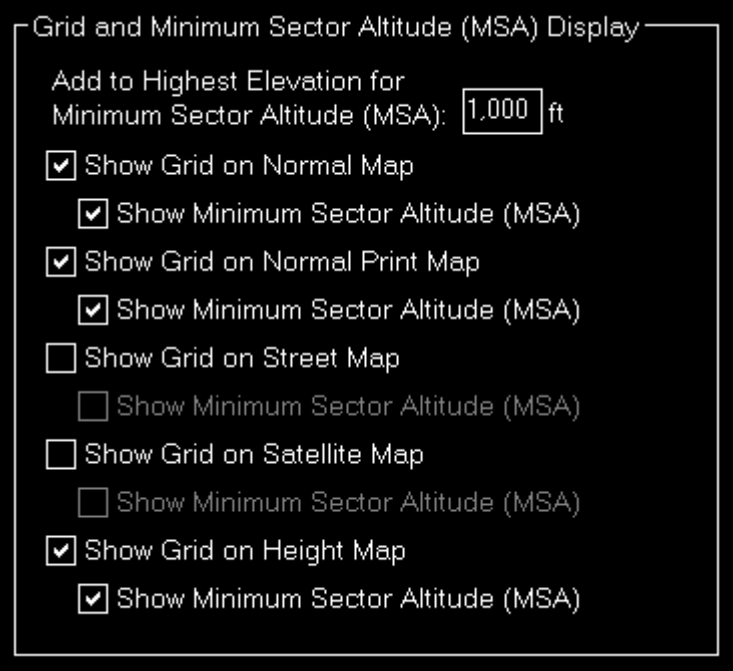 Grid and Minimum Sector Altitude (MSA) Display
Add to Highest Elevation for
Minimum Sector Altitude (MSA): 1,000 ft
Show Grid on Normal Map
Show Minimum Sector Altitude (MSA)
Show Grid on Normal Print Map
Show Minimum Sector Altitude (MSA)
Show Grid on Street Map
Show Minimum Sector Altitude (MSA)
Show Grid on Satellite Map
Show Minimum Sector Altitude (MSA)
Show Grid on Height Map
Show Minimum Sector Altitude (MSA)